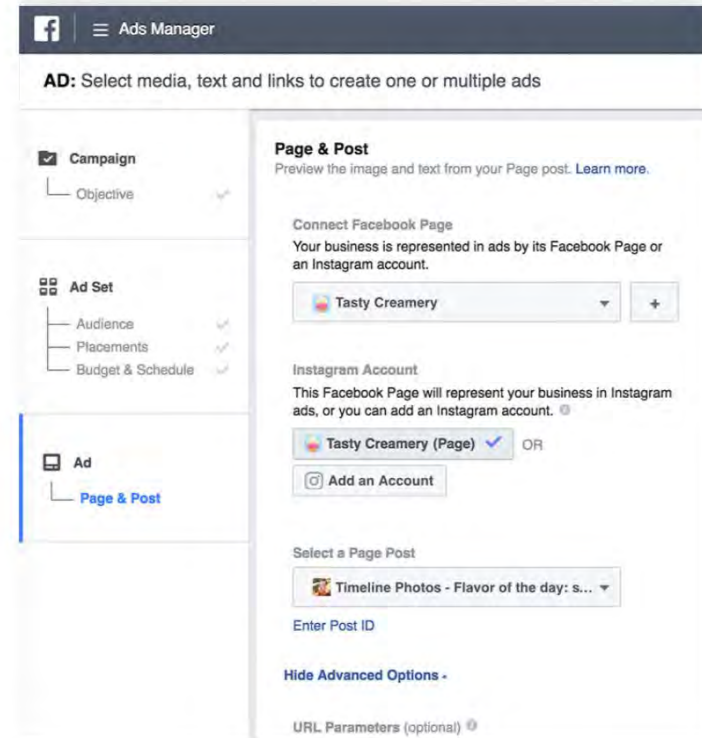 f
Ads Manager
AD: Select media, text and links to create one or multiple ads
Campaign
Objective
Ad Set
Audience
Placements
Budget & Schedule
Ad
Page & Post
Page & Post
Preview the image and text from your Page post. Learn more.
Connect Facebook Page
Your business is represented in ads by its Facebook Page or
an Instagram account.
Tasty Creamery
+
Instagram Account
This Facebook Page will represent your business in Instagram
ads, or you can add an Instagram account.
Tasty Creamery (Page) OR
Add an Account
Select a Page Post
Timeline Photos - Flavor of the day: s...
Enter Post ID
Hide Advanced Options -
URL Parameters (optional)